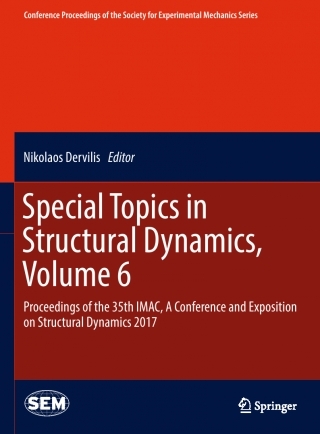 Conference Proceedings of the Society for Experimental Mechanics Series
Nikolaos Dervilis Editor
Special Topics in
Structural Dynamics,
Volume 6
Proceedings of the 35th IMAC, A Conference and Exposition
on Structural Dynamics 2017
SEM
Springer